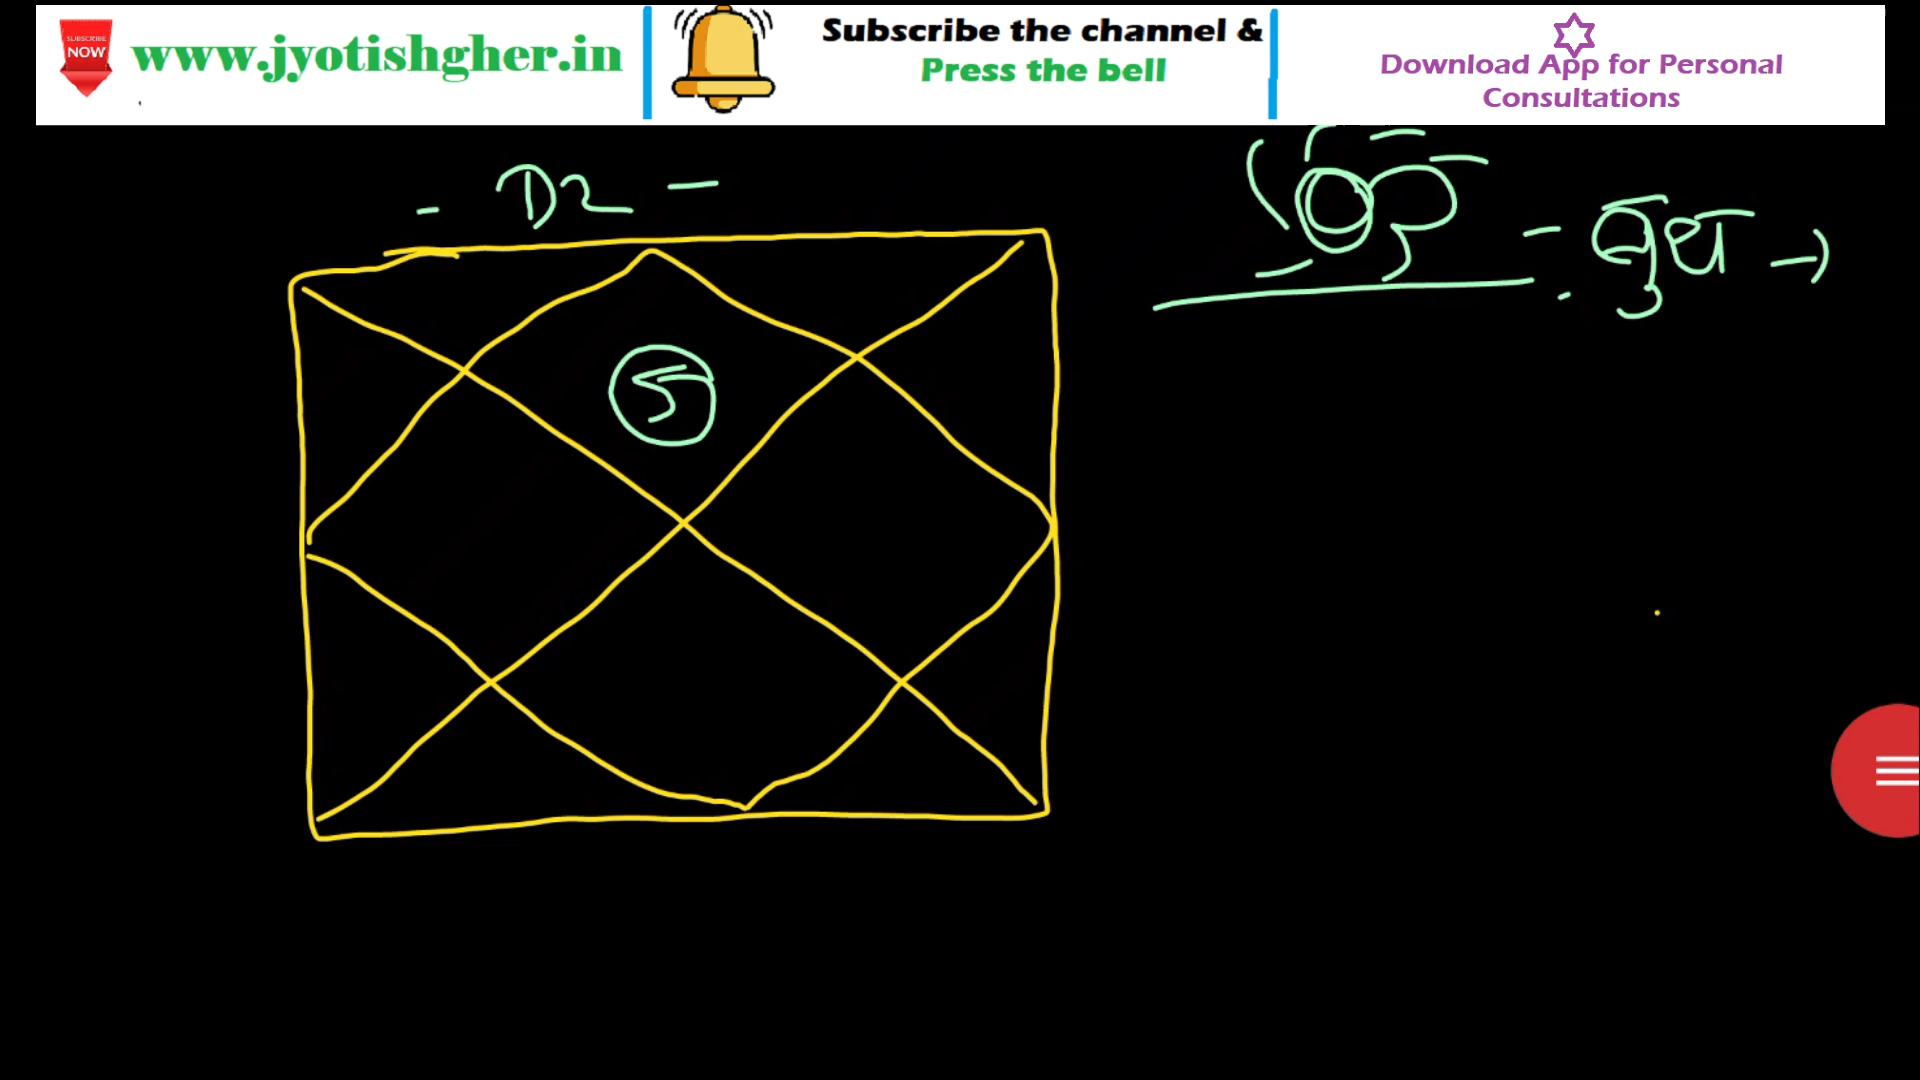 SUBSCRIBE
NOW
www.jyotishgher.in
Subscribe the channel &
Press the bell
Download App for Personal
Consultations
- D2 -
5